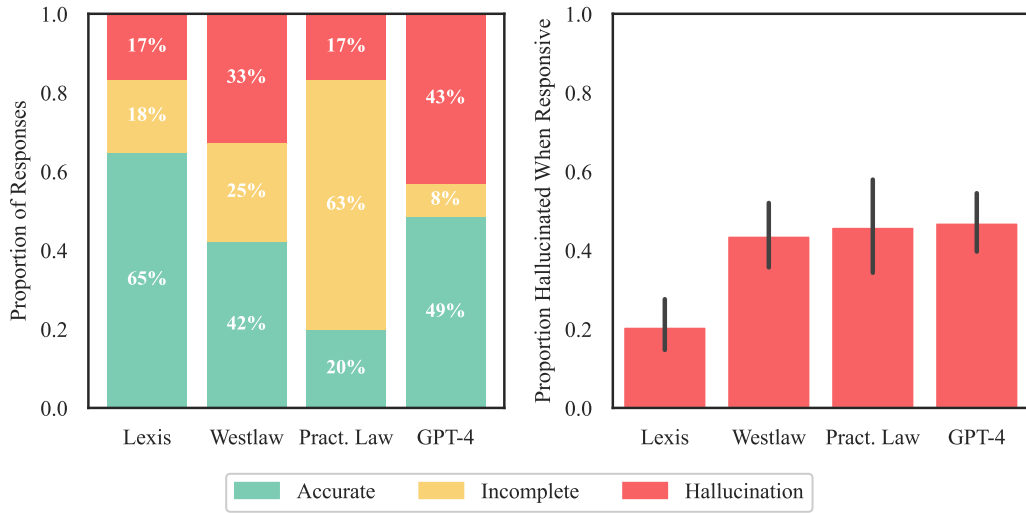 Proportion of Responses
1.0
0.8
0.6
0.4
0.2
0.0
17%
18%
65%
33%
25%
42%
17%
63%
20%
43%
8%
49%
Lexis
Westlaw
Pract. Law
GPT-4
Proportion Hallucinated When Responsive
1.0
0.8
0.6
0.4
0.2
0.0
Lexis
Westlaw
Pract. Law
GPT-4
Accurate
Incomplete
Hallucination